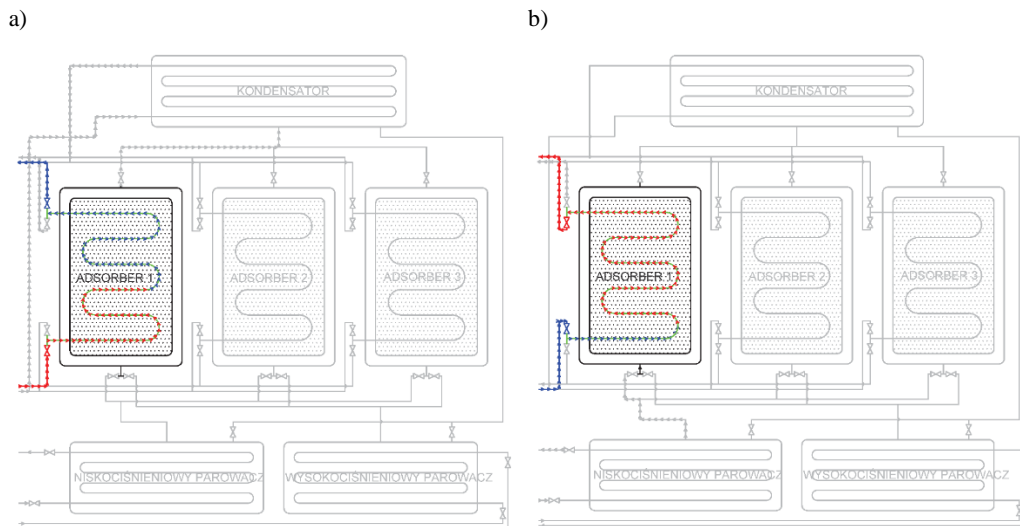 a)
b)
KONDENSATOR
ADSORBER 1
ADSORBER 2
ADSORBER 3
NISKOCIŚNIENIOWY PAROWACZ
WYSOKOCIŚNIENIOWY PAROWACZ
KONDENSATOR
ADSORBER 1
ADSORBER 2
ADSORBER 3
NISKOCIŚNIENIOWY PAROWACZ
WYSOKOCIŚNIENIOWY PAROWACZ